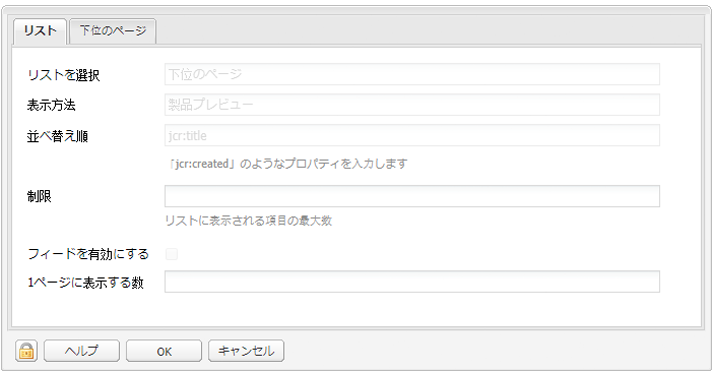 リスト
下位のページ
リストを選択
下位のページ
表示方法
製品プレビュー
並べ替え順
jcr:title
「jcr:created」のようなプロパティを入力します
制限
リストに表示される項目の最大数
フィードを有効にする
1ページに表示する数
ヘルプ
OK
キャンセル